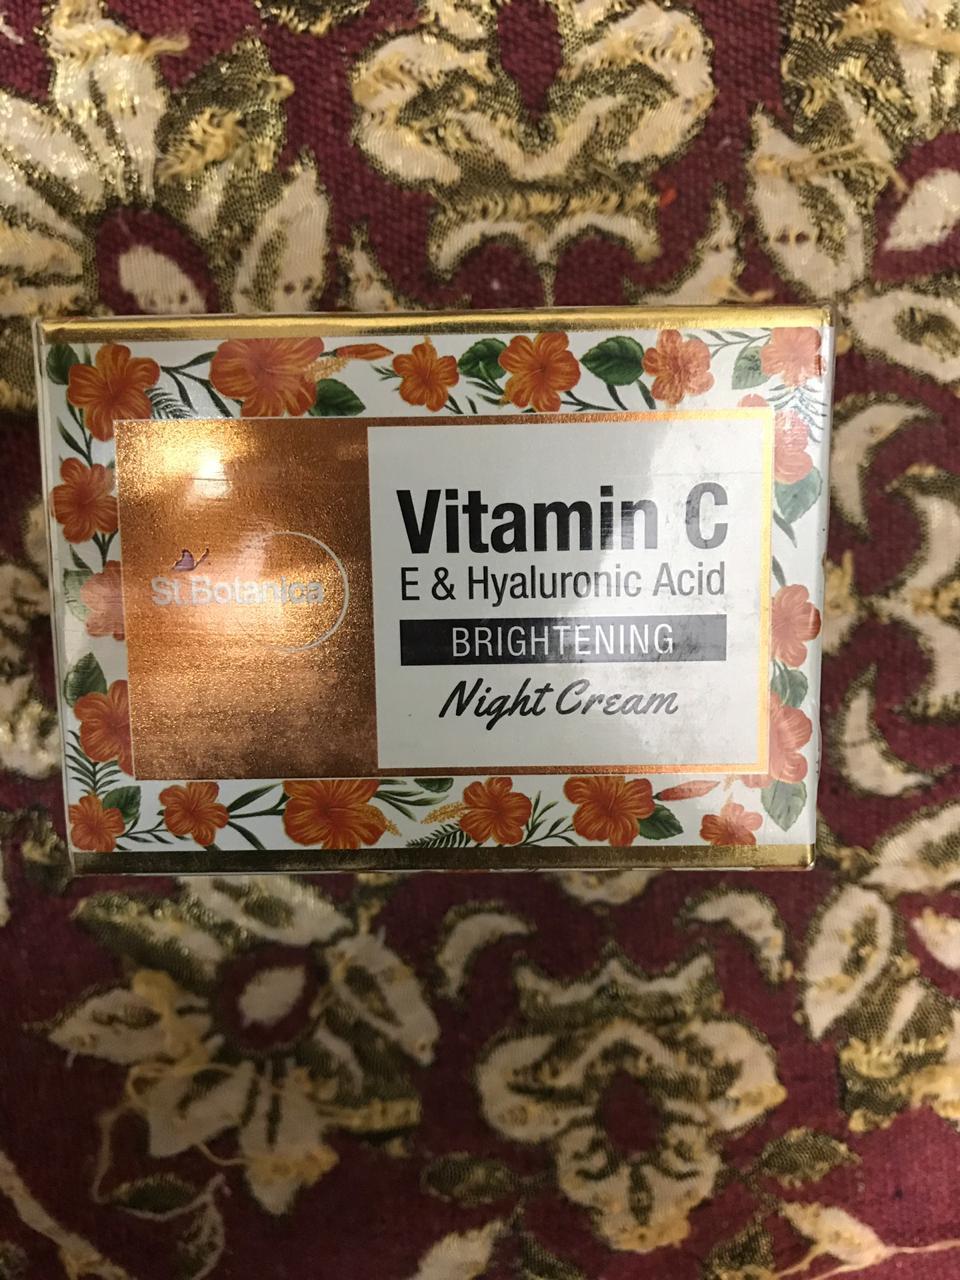 St.Botanica
Vitamin C
E & Hyaluronic Acid
BRIGHTENING
Night Cream